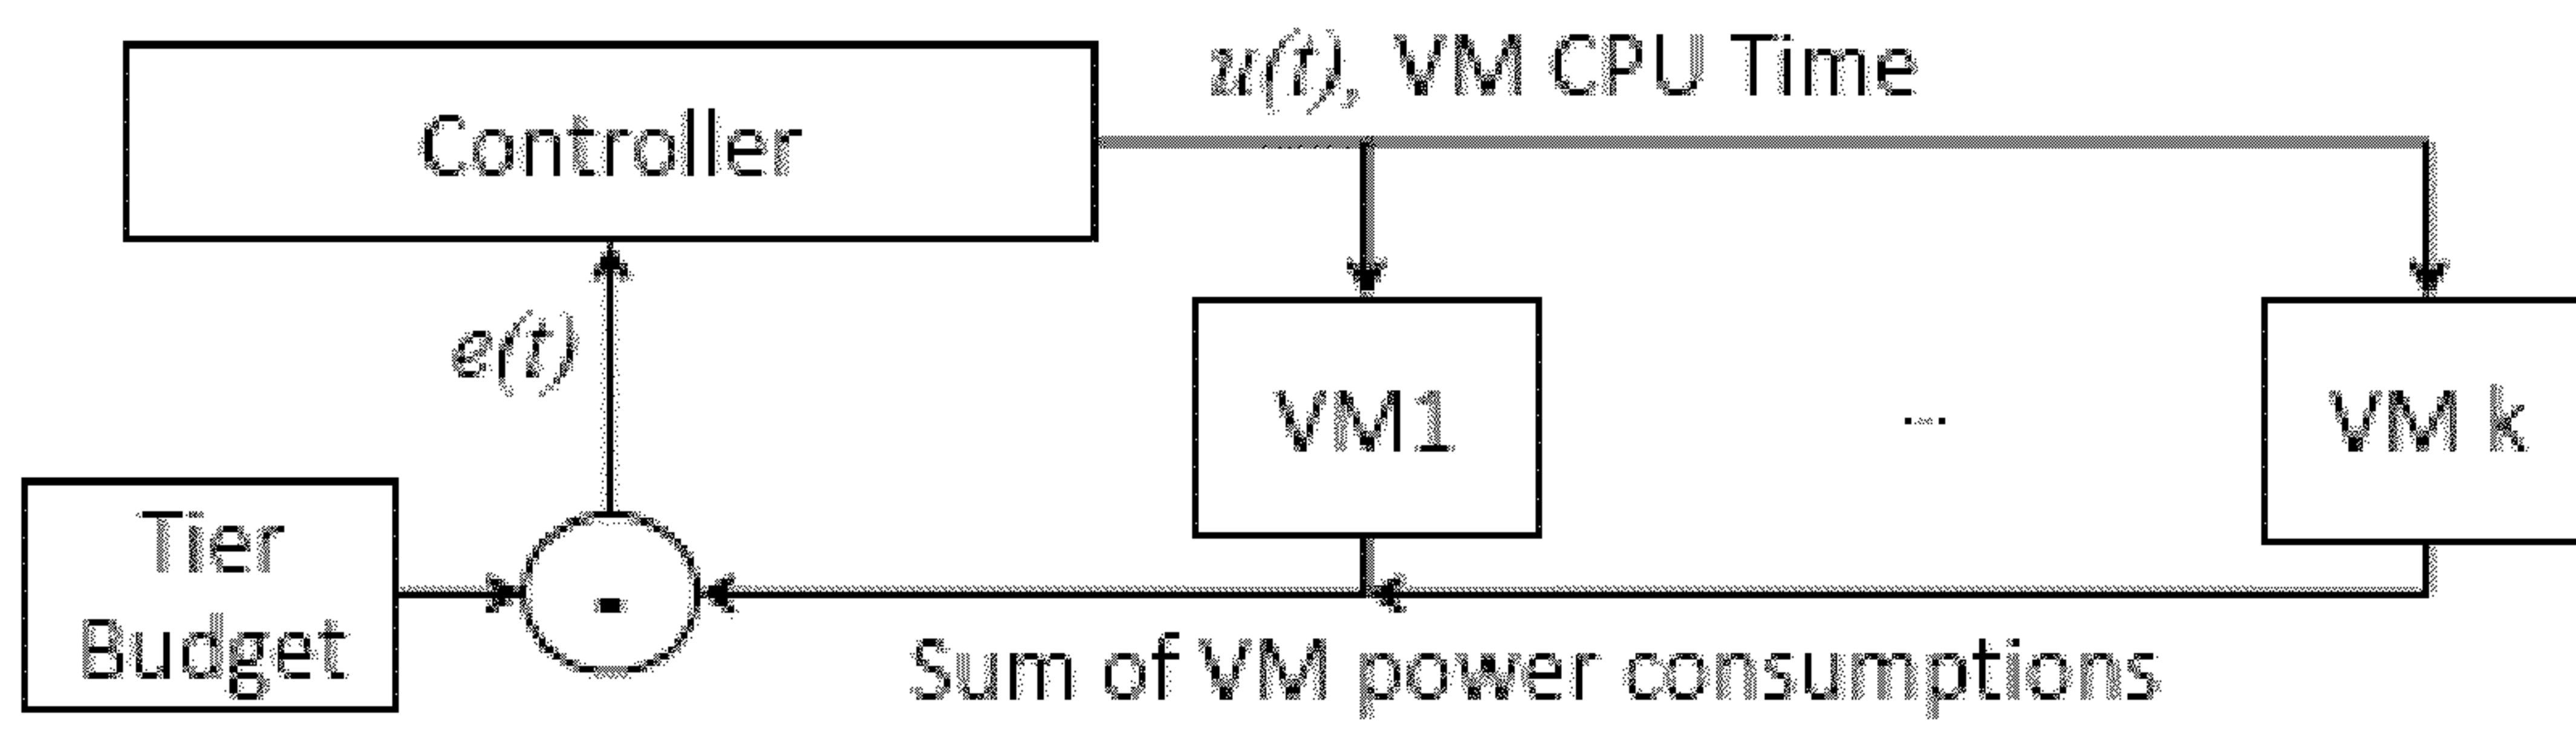 u(t), VM CPU Time
Controller
e(t)
VM1
...
VM k
Tier
Budget
-
Sum of VM power consumptions